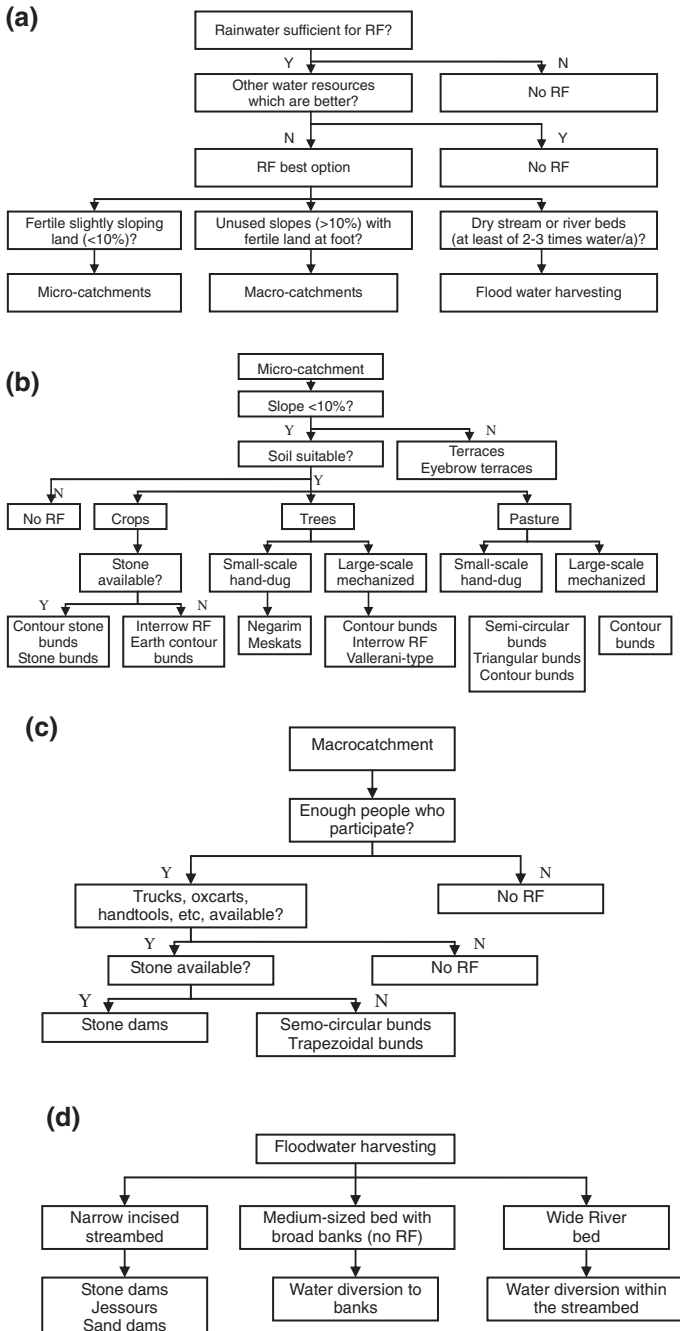 (a)
Rainwater sufficient for RF?
Y
N
Other water resources
which are better?
No RF
N
Y
RF best option
No RF
Fertile slightly sloping
land (<10%)?
Unused slopes (>10%) with
fertile land at foot?
Dry stream or river beds
(at least of 2-3 times water/a)?
Micro-catchments
Macro-catchments
Flood water harvesting
(b)
Micro-catchment
Slope <10%?
Y
N
Soil suitable?
Terraces
Eyebrow terraces
N
Y
No RF
Crops
Trees
Pasture
Stone
available?
Small-scale
hand-dug
Large-scale
mechanized
Small-scale
hand-dug
Large-scale
mechanized
Y
N
Contour stone
bunds
Stone bunds
Interrow RF
Earth contour
bunds
Negarim
Meskats
Contour bunds
Interrow RF
Vallerani-type
Semi-circular
bunds
Triangular bunds
Contour bunds
Contour
bunds
(c)
Macrocatchment
Enough people who
participate?
Y
N
Trucks, oxcarts,
handtools, etc, available?
No RF
Y
N
Stone available?
No RF
Y
N
Stone dams
Semo-circular bunds
Trapezoidal bunds
(d)
Floodwater harvesting
Narrow incised
streambed
Medium-sized bed with
broad banks (no RF)
Wide River
bed
Stone dams
Jessours
Sand dams
Water diversion to
banks
Water diversion within
the streambed